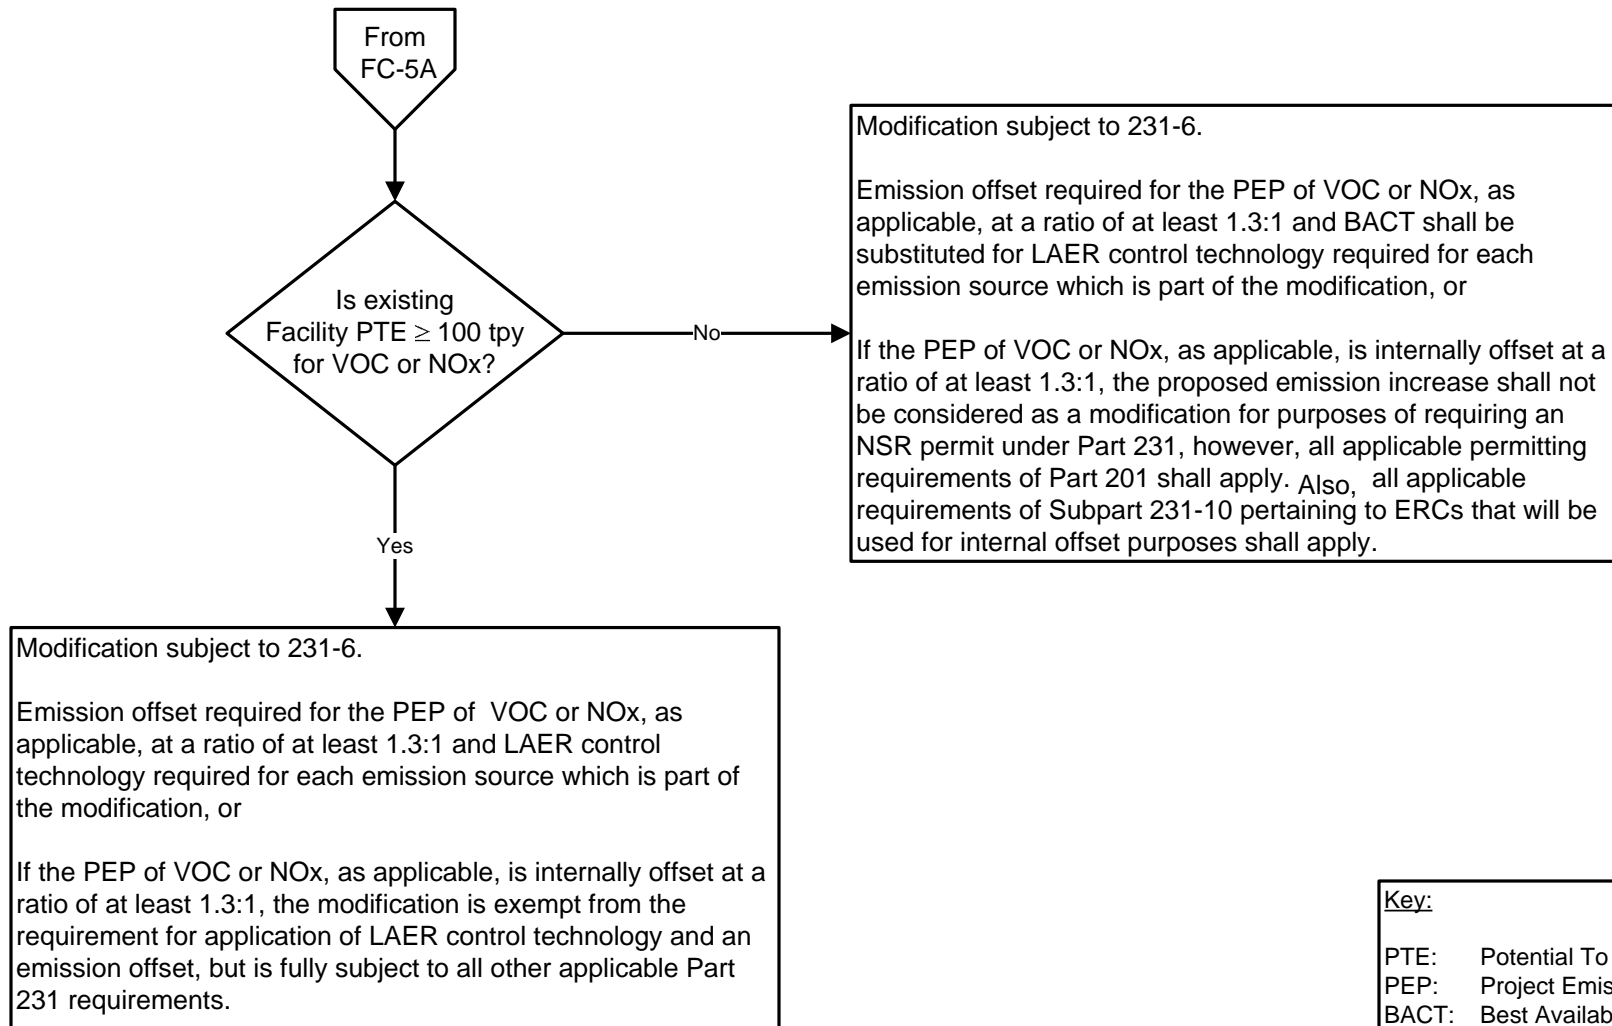 From
FC-5A
Is existing
Facility PTE ≥ 100 tpy
for VOC or NOx?
No
Yes
Modification subject to 231-6.
Emission offset required for the PEP of VOC or NOx, as
applicable, at a ratio of at least 1.3:1 and BACT shall be
substituted for LAER control technology required for each
emission source which is part of the modification, or
If the PEP of VOC or NOx, as applicable, is internally offset at a
ratio of at least 1.3:1, the proposed emission increase shall not
be considered as a modification for purposes of requiring an
NSR permit under Part 231, however, all applicable permitting
requirements of Part 201 shall apply. Also, all applicable
requirements of Subpart 231-10 pertaining to ERCs that will be
used for internal offset purposes shall apply.
Modification subject to 231-6.
Emission offset required for the PEP of VOC or NOx, as
applicable, at a ratio of at least 1.3:1 and LAER control
technology required for each emission source which is part of
the modification, or
If the PEP of VOC or NOx, as applicable, is internally offset at a
ratio of at least 1.3:1, the modification is exempt from the
requirement for application of LAER control technology and an
emission offset, but is fully subject to all other applicable Part
231 requirements.
Key:
PTE: Potential To
PEP: Project
BACT: Best